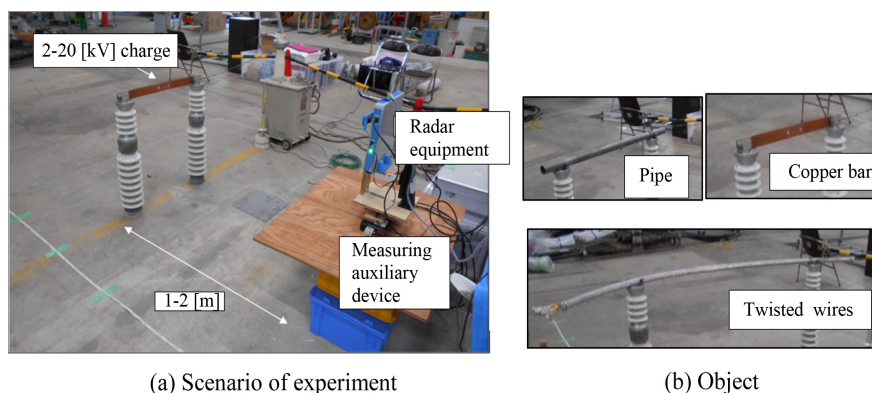 2-20 [kV] charge
Radar
equipment
Measuring
auxiliary
device
1-2 [m]
(a) Scenario of experiment
Pipe
Copper bar
Twisted wires
(b) Object